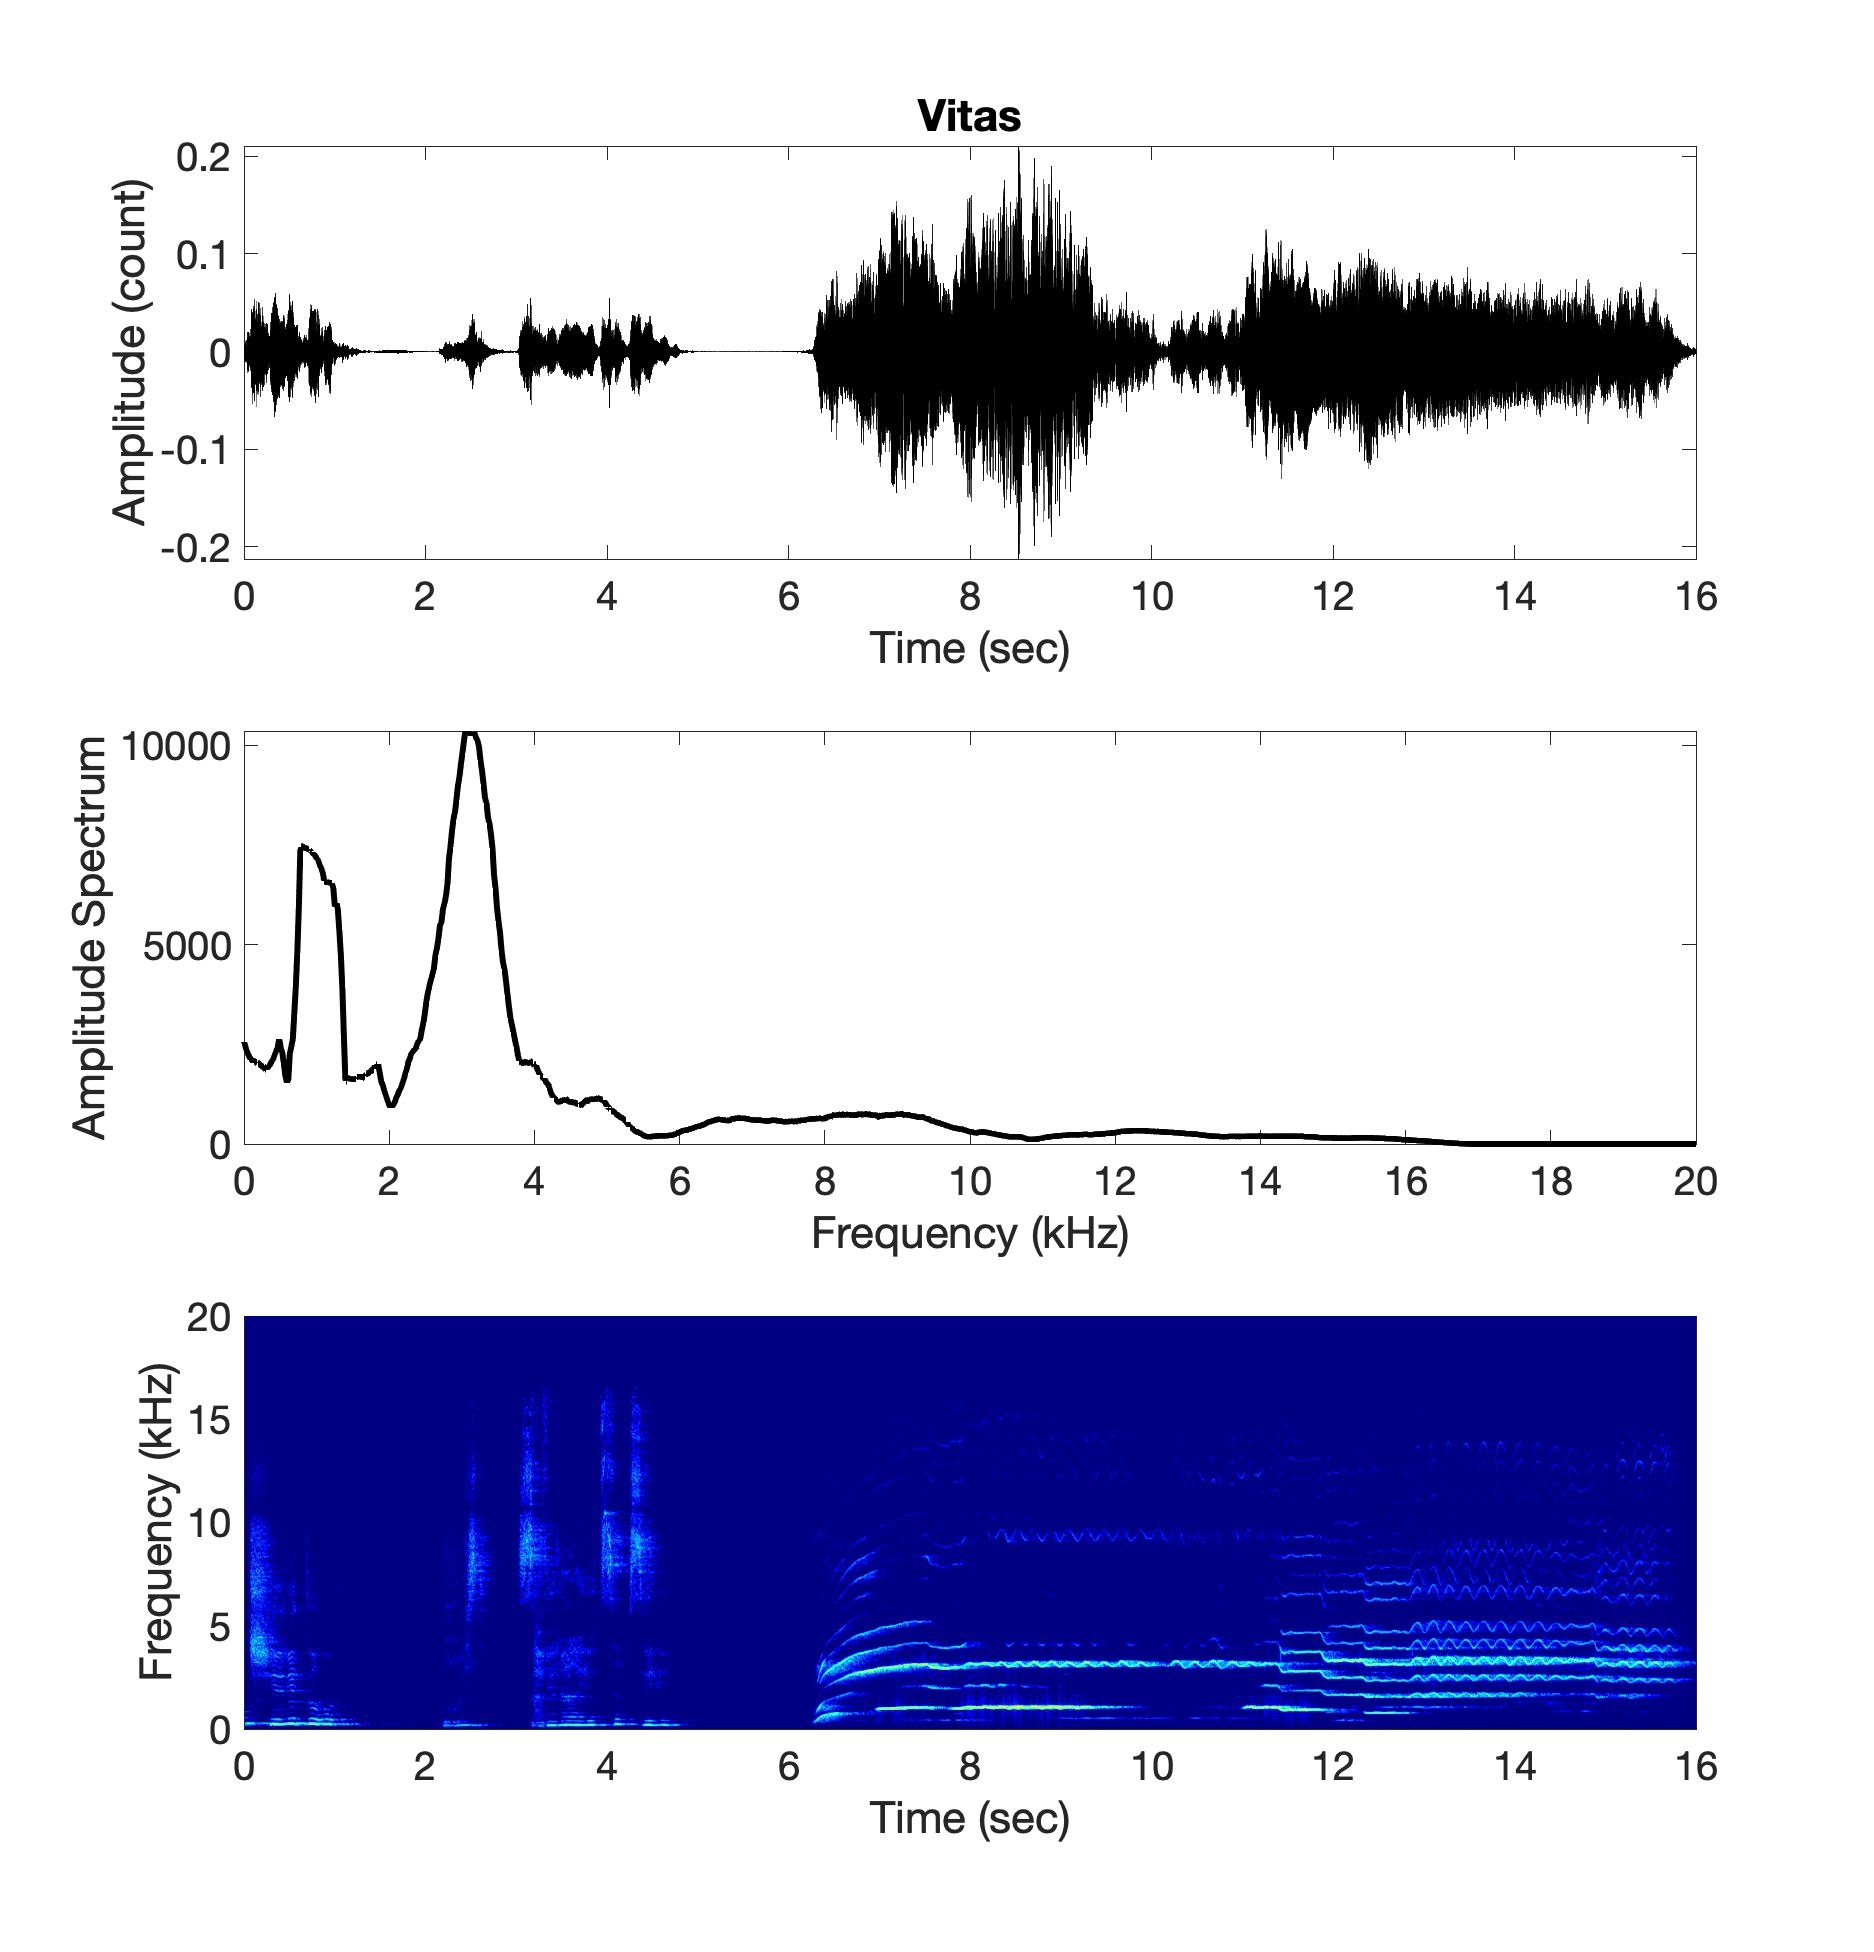 Vitas
Amplitude (count)
0.2
0.1
0
-0.1
-0.2
0 2 4 6 8 10 12 14 16
Time (sec)
Amplitude Spectrum
10000
5000
0
0 2 4 6 8 10 12 14 16 18 20
Frequency (kHz)
Frequency (kHz)
20
15
10
5
0
0 2 4 6 8 10 12 14 16
Time (sec)